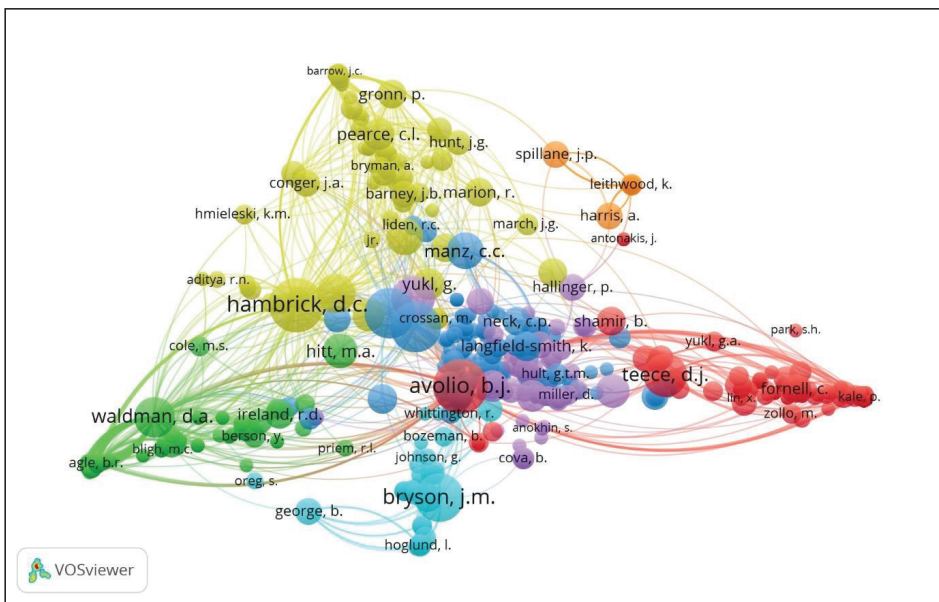 barrow, j.c.
gronn, p.
pearce, c.l.
hunt, j.g.
spillane, j.p.
bryman, a.
conger, j.a.
leithwood, k.
barney, j.b.
marion, r.
hmieleski, k.m.
liden, r.c.
march, j.g.
harris, a.
jr.
antonakis, j.
manz, c.c.
aditya, r.n.
yukl, g.
hallinger, p.
hambrick, d.c.
crossan, m.
neck, c.p.
shamir, b.
park, s.h.
cole, m.s.
hitt, m.a.
langfield-smith, k.
yukl, g.a.
hult, g.t.m.
teece, d.j.
avolio, b.j.
miller, d.
lin, x.
fornell, c.
kale, p.
waldman, d.a.
ireland, r.d.
whittington, r.
zollo, m.
berson, y.
anokhin, s.
bligh, m.c.
priem, r.l.
bozeman, b.
agle, b.r.
johnson, g.
cova, b.
oreg, s.
bryson, j.m.
george, b.
hoglund, l.
VOSviewer